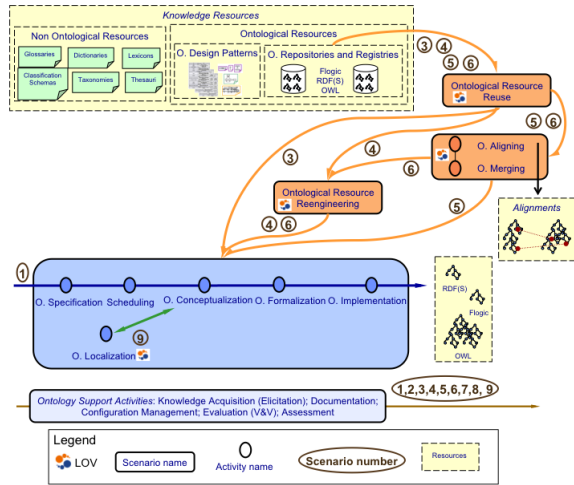 Knowledge Resources
Non Ontological Resources
Glossaries
Dictionaries
Lexicons
Classification
Schemas
Taxonomies
Thesauri
Ontological Resources
O. Design Patterns
O. Repositories and Registries
Flogic
RDF(S)
OWL
3 4
5 6
Ontological Resource
Reuse
5 6
O. Aligning
O. Merging
3
4
6
Ontological Resource
Reengineering
5
4 6
Alignments
1
O. Specification Scheduling O. Conceptualization O. Formalization O. Implementation
9
O. Localization
RDF(S)
Flogic
OWL
1,2,3,4,5,6,7,8, 9
Ontology Support Activities: Knowledge Acquisition (Elicitation); Documentation;
Configuration Management; Evaluation (V&V); Assessment
Legend
LOV
Scenario name
Activity name
Scenario number
Resources